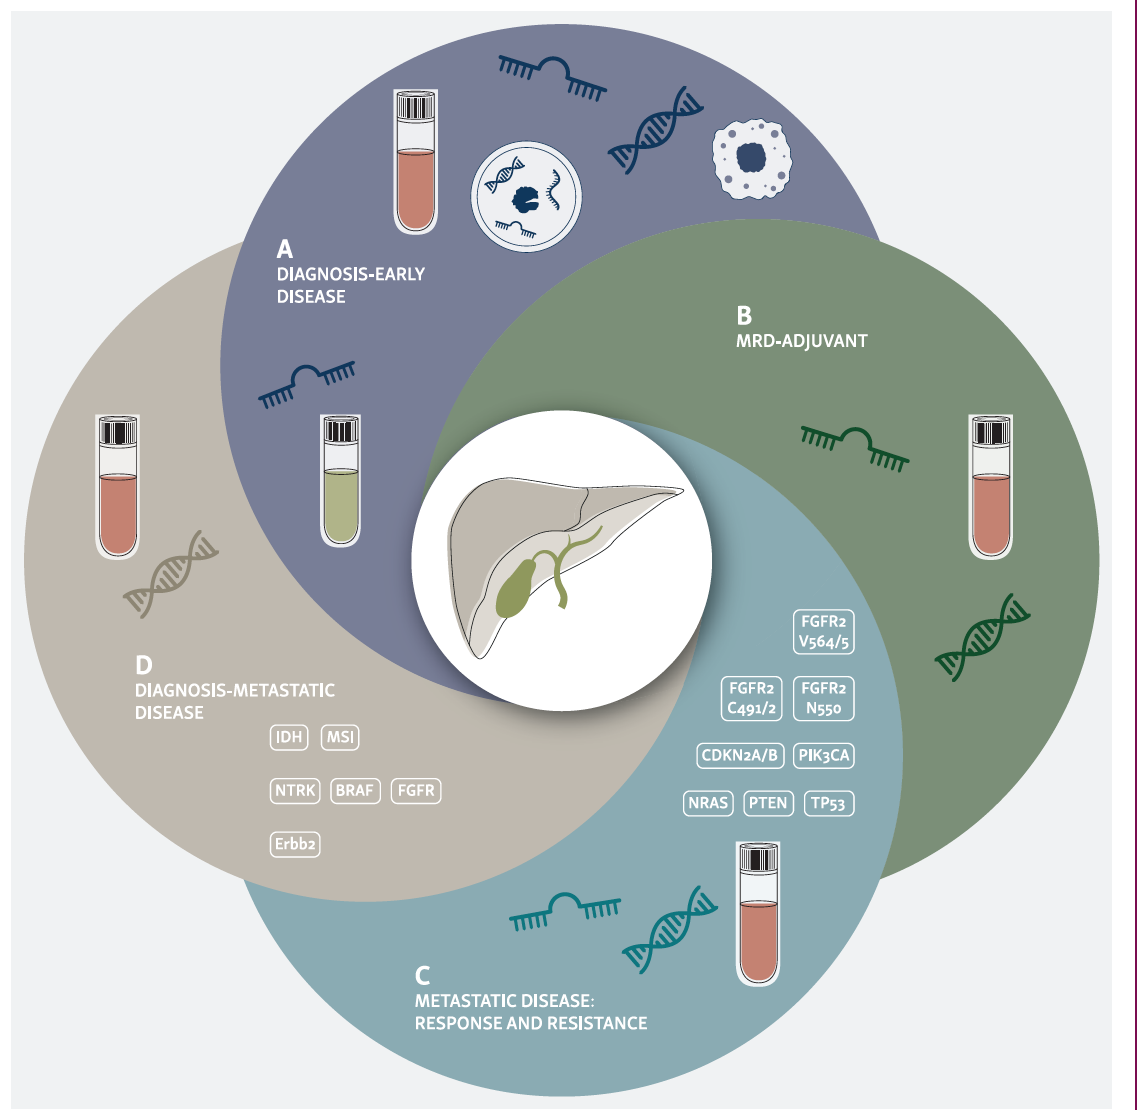 A
DIAGNOSIS-EARLY
DISEASE
B
MRD-ADJUVANT
FGFR2
V564/5
FGFR2
C491/2
FGFR2
N550
CDKN2A/B
PIK3CA
NRAS
PTEN
TP53
C
METASTATIC DISEASE:
RESPONSE AND RESISTANCE
D
DIAGNOSIS-METASTATIC
DISEASE
IDH
MSI
NTRK
BRAF
FGFR
Erbb2